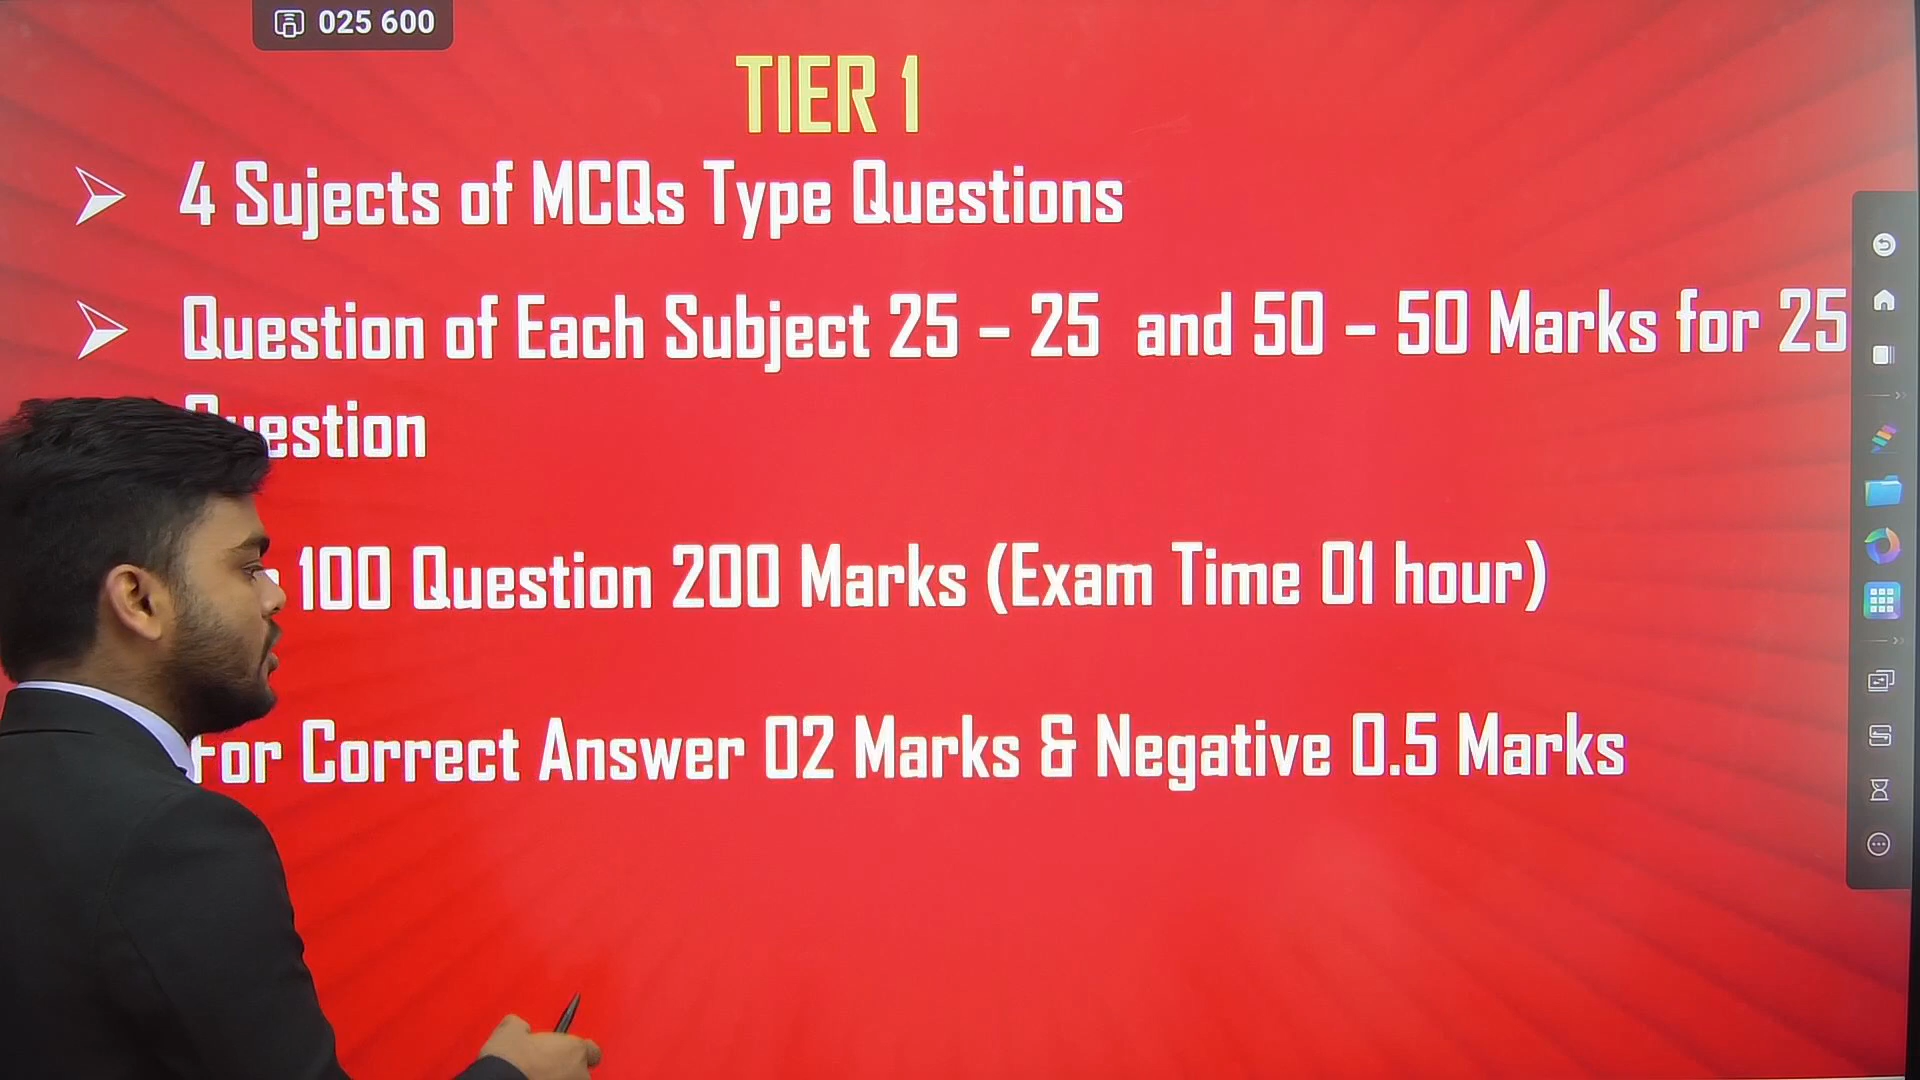 025 600
TIER 1
4 Sujects of MCQs Type Questions
Question of Each Subject 25 – 25 and 50 – 50 Marks for 25
Question
100 Question 200 Marks (Exam Time 01 hour)
For Correct Answer 02 Marks & Negative 0.5 Marks